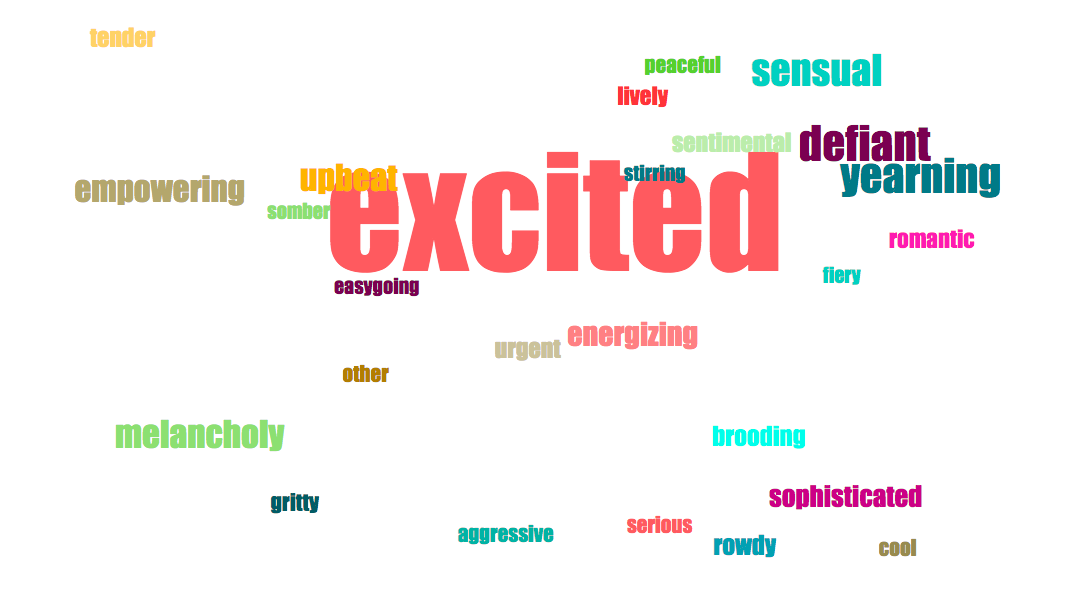 tender
peaceful
sensual
lively
sentimental
defiant
upbeat
stirring
yearning
empowering
somber
excited
romantic
fiery
easygoing
energizing
urgent
other
melancholy
brooding
sophisticated
gritty
serious
aggressive
rowdy
cool